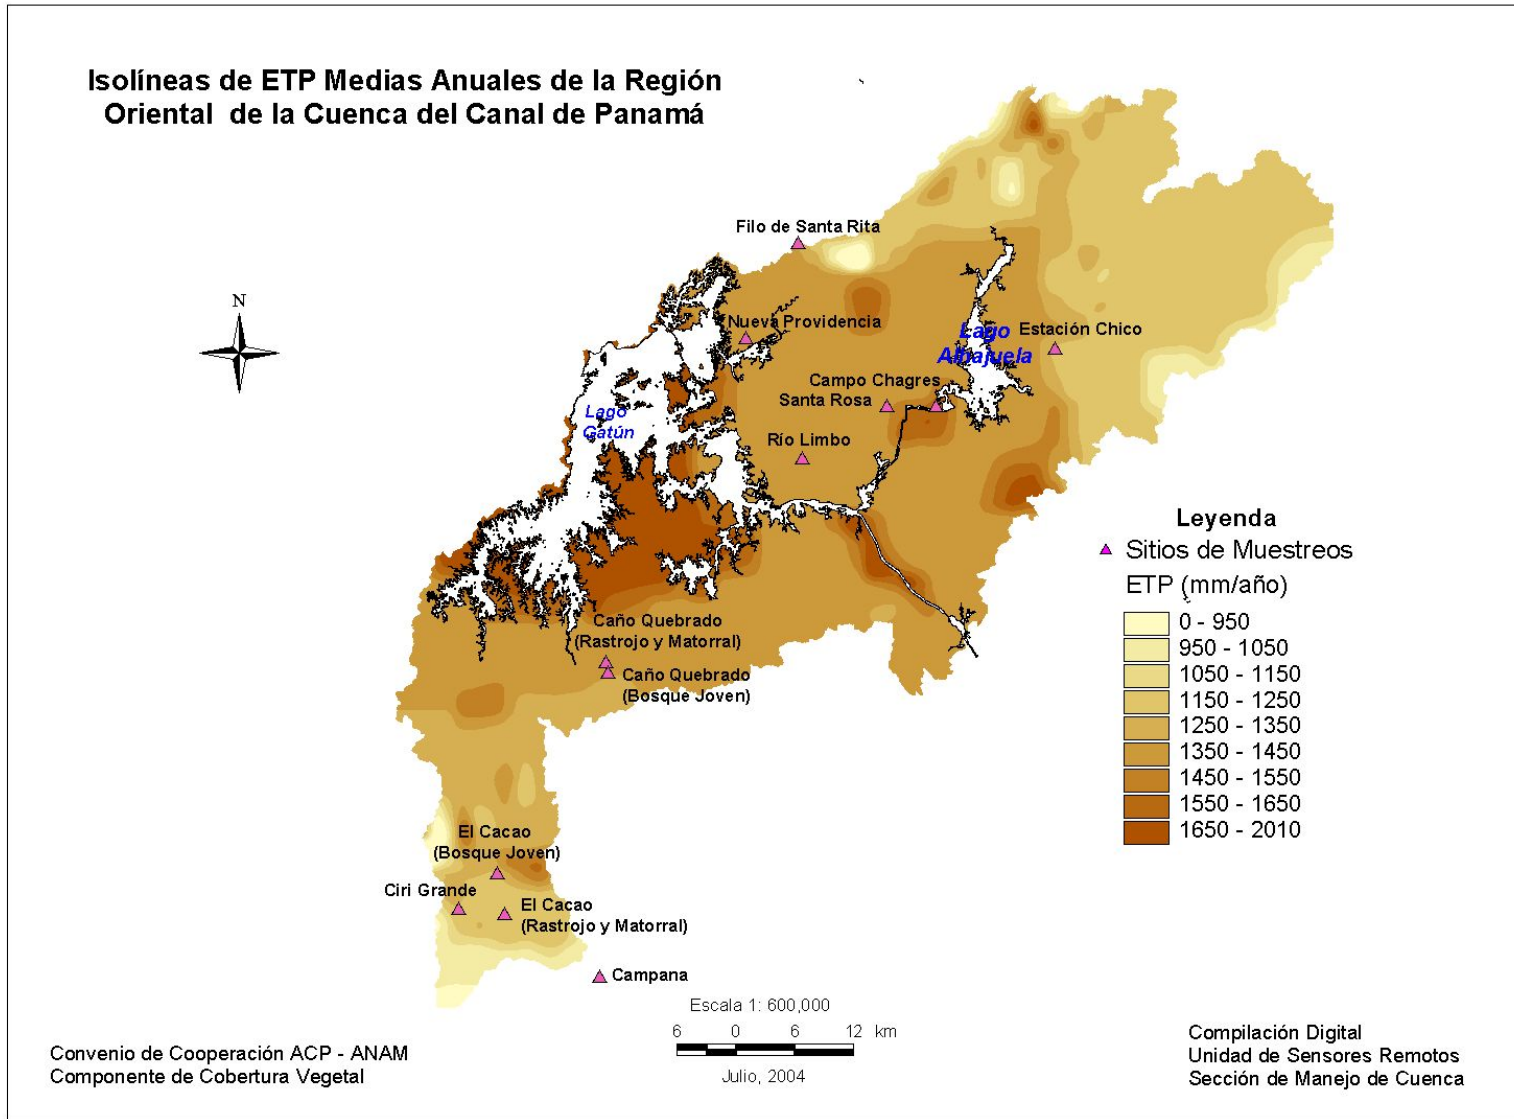 Isolíneas de ETP Medias Anuales de la Región
Oriental de la Cuenca del Canal de Panamá
N
Filo de Santa Rita
Nueva Providencia
Lago
Alhajuela
Estación Chico
Campo Chagres
Santa Rosa
Lago
Gatún
Río Limbo
Caño Quebrado
(Rastrojo y Matorral)
Caño Quebrado
(Bosque Joven)
El Cacao
(Bosque Joven)
Ciri Grande
El Cacao
(Rastrojo y Matorral)
Campana
Leyenda
Sitios de Muestreos
ETP (mm/año)
0 - 950
950 - 1050
1050 - 1150
1150 - 1250
1250 - 1350
1350 - 1450
1450 - 1550
1550 - 1650
1650 - 2010
Escala 1: 600,000
6 0 6 12 km
Julio, 2004
Convenio de Cooperación ACP - ANAM
Componente de Cobertura Vegetal
Compilación Digital
Unidad de Sensores Remotos
Sección de Manejo de Cuenca